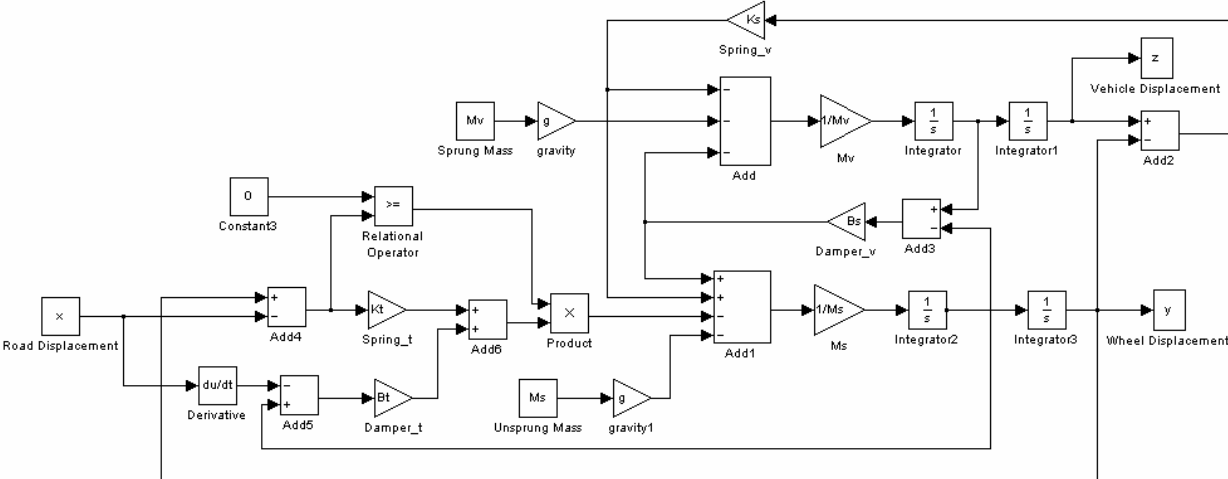 Ks
Spring_v
z
Vehicle Displacement
Mv
Sprung Mass
g
gravity
−
−
−
Add
1/Mv
Mv
1
s
Integrator
1
s
Integrator1
+
−
Add2
0
Constant3
>=
Relational
Operator
Bs
Damper_v
+
−
Add3
x
Road Displacement
+
−
Add4
Kt
Spring_t
+
+
Add6
×
Product
+
+
−
−
Add1
1/Ms
Ms
1
s
Integrator2
1
s
Integrator3
y
Wheel Displacement
du/dt
Derivative
−
+
Add5
Bt
Damper_t
Ms
Unsprung Mass
g
gravity1